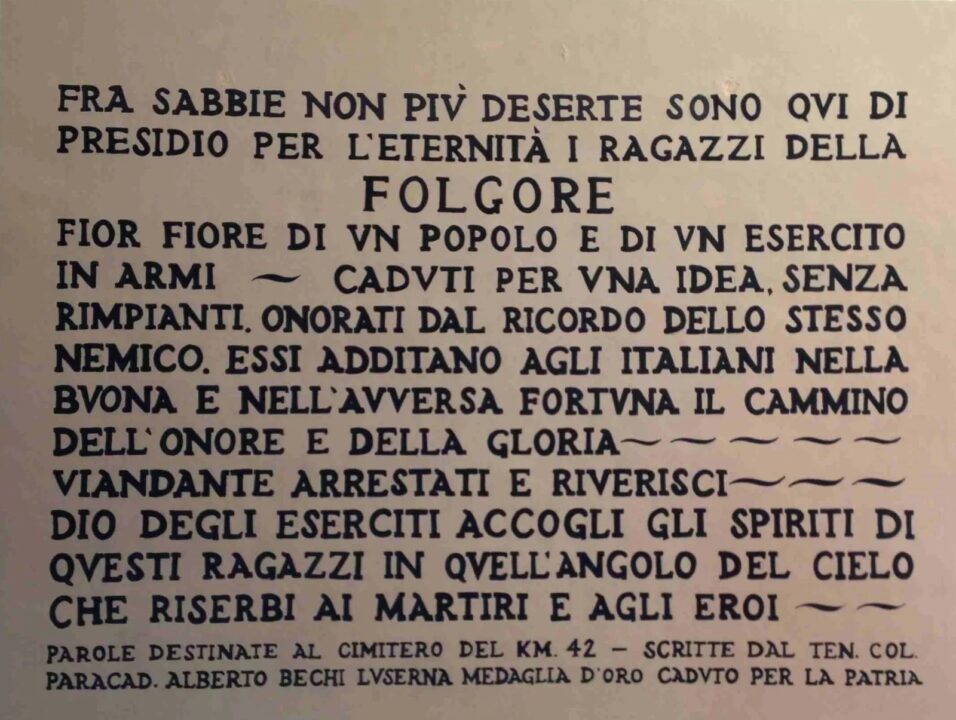 FRA SABBIE NON PIV̀ DESERTE SONO QVI DI
PRESIDIO PER L'ETERNITÀ I RAGAZZI DELLA
FOLGORE
FIOR FIORE DI VN POPOLO E DI VN ESERCITO
IN ARMI ~ CADVTI PER VNA IDEA, SENZA
RIMPIANTI. ONORATI DAL RICORDO DELLO STESSO
NEMICO. ESSI ADDITANO AGLI ITALIANI NELLA
BVONA E NELL'AVVERSA FORTVNA IL CAMMINO
DELL'ONORE E DELLA GLORIA ~ ~ ~ ~ ~
VIANDANTE ARRESTATI E RIVERISCI ~ ~ ~
DIO DEGLI ESERCITI ACCOGLI GLI SPIRITI DI
QVESTI RAGAZZI IN QVELL'ANGOLO DEL CIELO
CHE RISERBI AI MARTIRI E AGLI EROI ~ ~
PAROLE DESTINATE AL CIMITERO DEL KM. 42 – SCRITTE DAL TEN. COL.
PARACAD. ALBERTO BECHI LVSERNA MEDAGLIA D'ORO CADVTO PER LA PATRIA